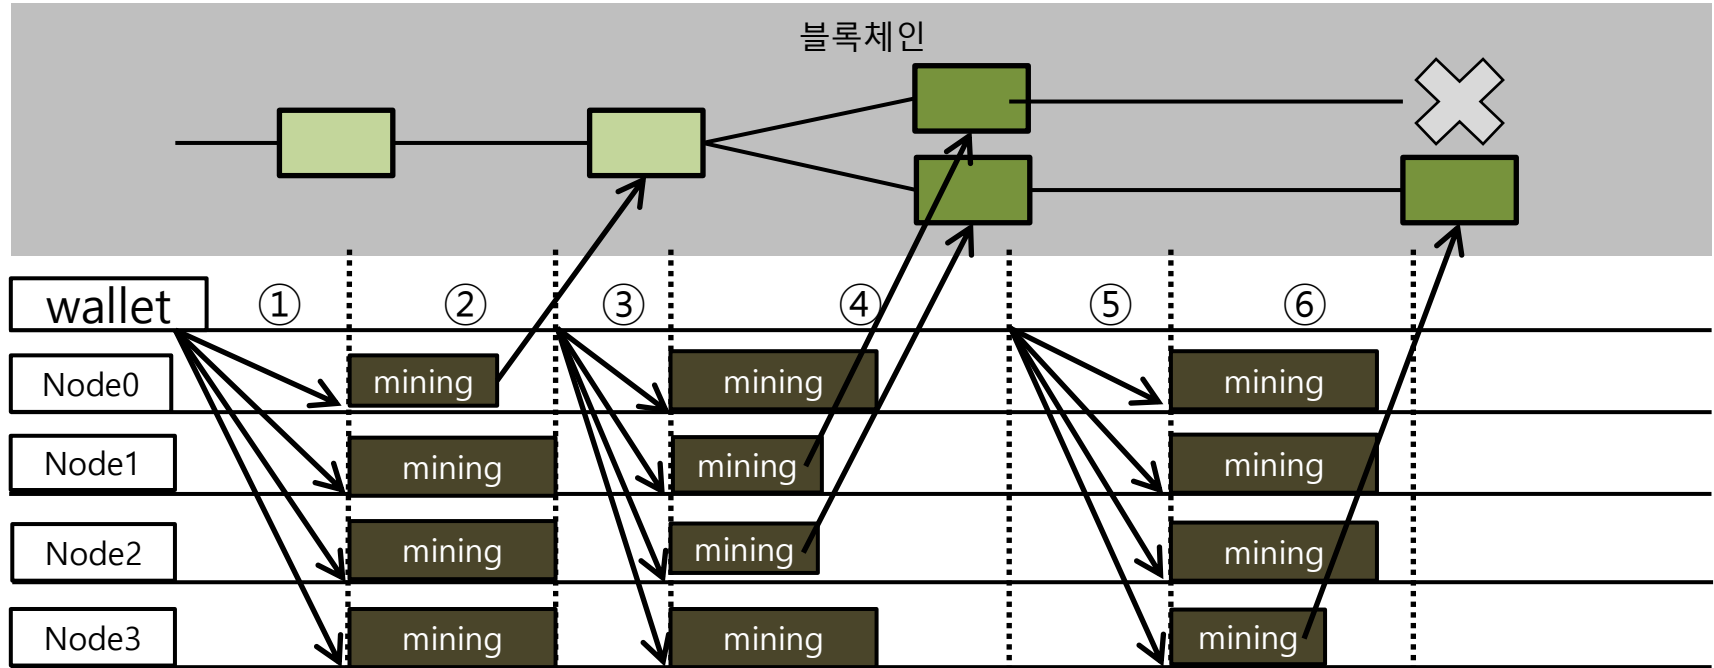 블록체인
wallet ① ② ③ ④ ⑤ ⑥
Node0 mining mining mining
Node1 mining mining mining
Node2 mining mining mining
Node3 mining mining mining